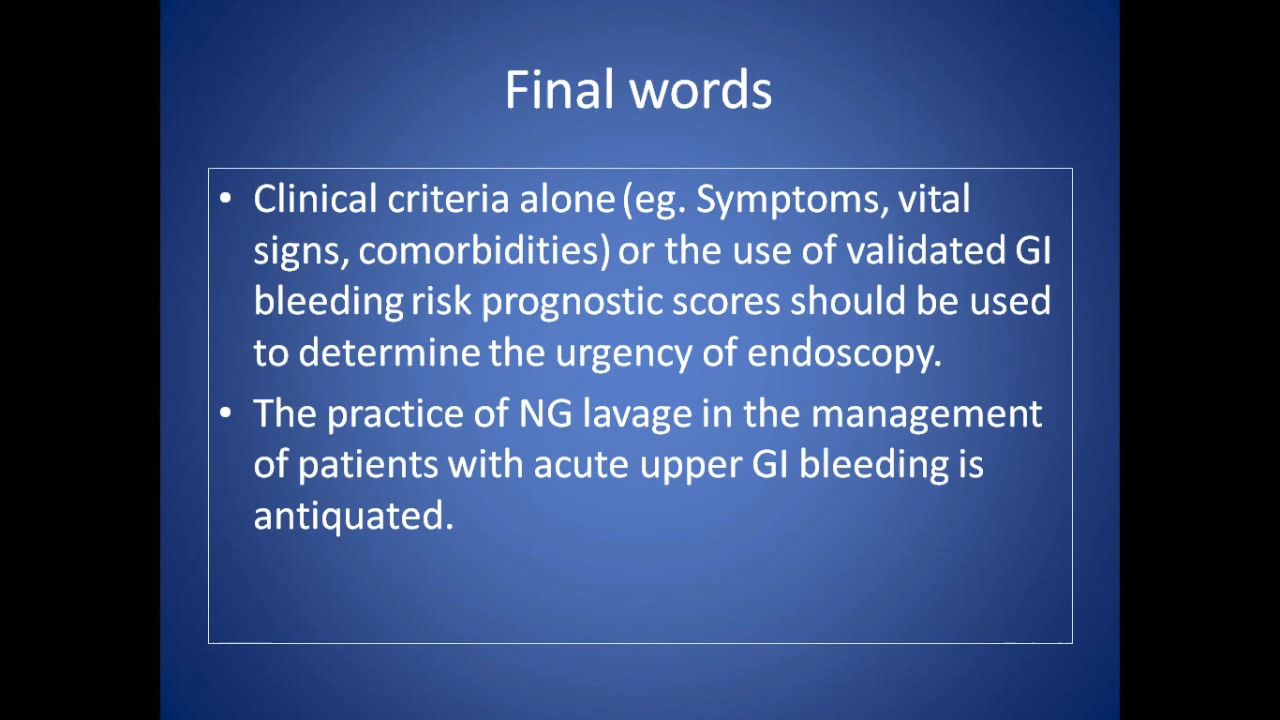 Final words
• Clinical criteria alone (eg. Symptoms, vital
signs, comorbidities) or the use of validated GI
bleeding risk prognostic scores should be used
to determine the urgency of endoscopy.
• The practice of NG lavage in the management
of patients with acute upper GI bleeding is
antiquated.